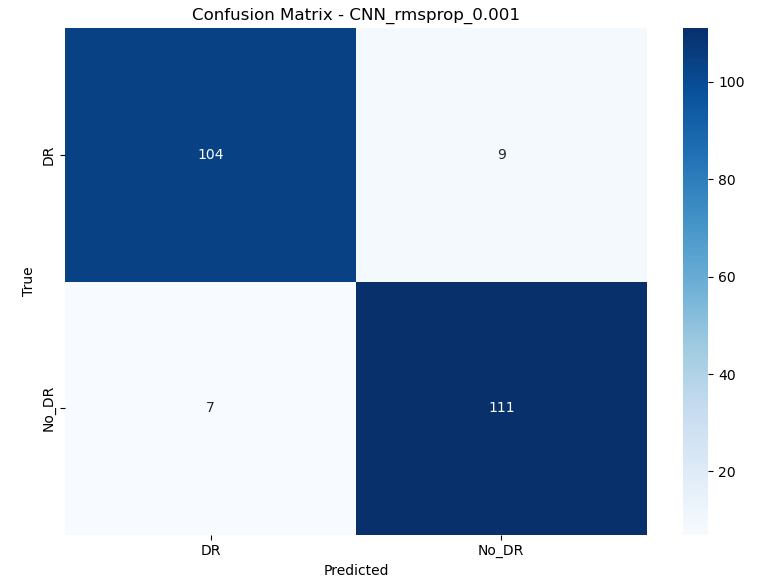 Confusion Matrix - CNN_rmsprop_0.001
DR
104
9
No_DR
7
111
True
DR
No_DR
Predicted
100
80
60
40
20